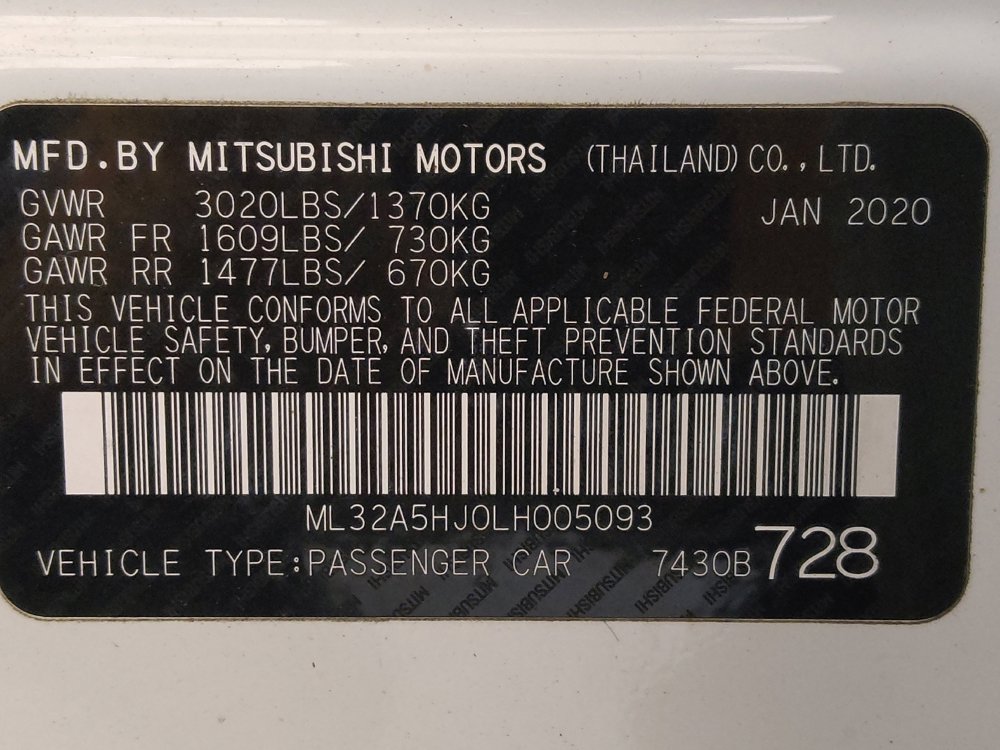 MFD.BY MITSUBISHI MOTORS (THAILAND) CO., LTD.
GVWR 3020LBS/1370KG JAN 2020
GAWR FR 1609LBS/ 730KG
GAWR RR 1477LBS/ 670KG
THIS VEHICLE CONFORMS TO ALL APPLICABLE FEDERAL MOTOR
VEHICLE SAFETY, BUMPER, AND THEFT PREVENTION STANDARDS
IN EFFECT ON THE DATE OF MANUFACTURE SHOWN ABOVE.
ML32A5HJ0LH005093
VEHICLE TYPE:PASSENGER CAR 7430B 728